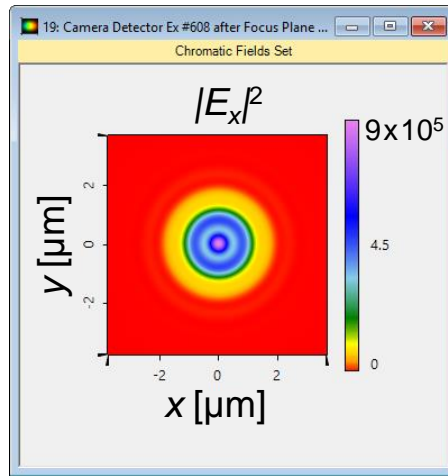 19: Camera Detector Ex #608 after Focus Plane ...
Chromatic Fields Set
|Eₓ|²
9x10⁵
4.5
0
y [µm]
2
0
-2
-2 0 2
x [µm]